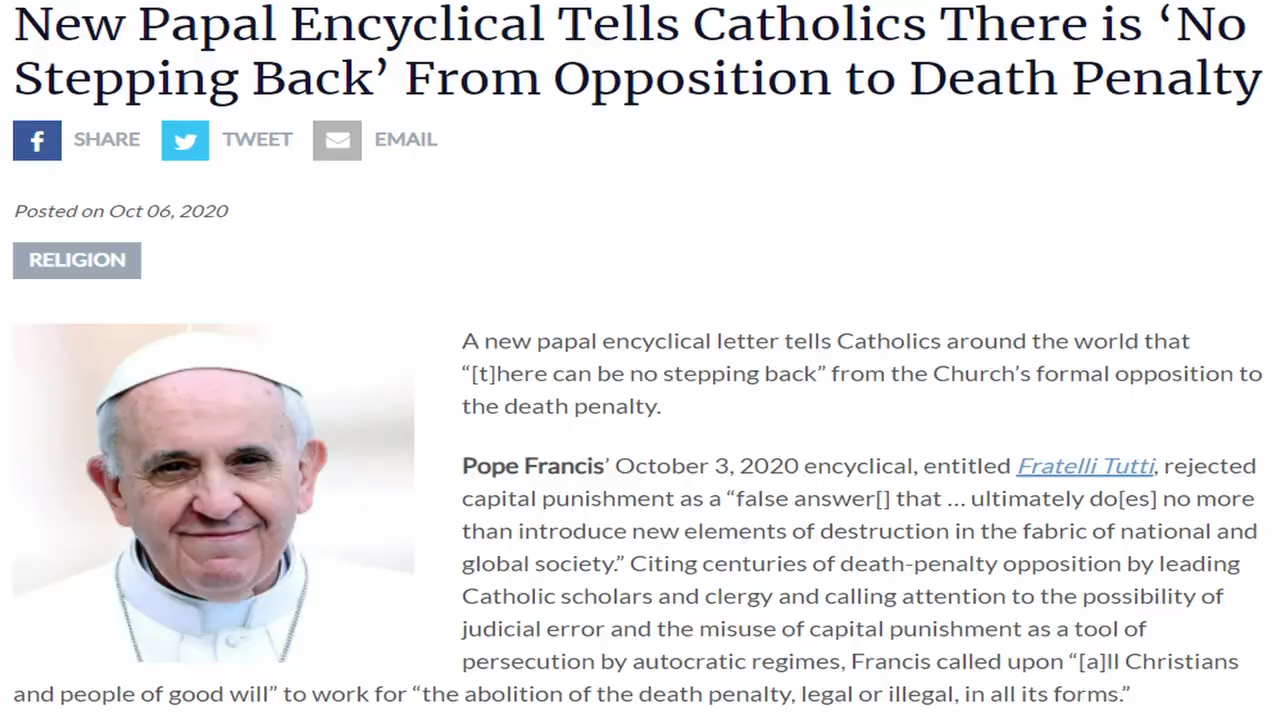 New Papal Encyclical Tells Catholics There is ‘No
Stepping Back’ From Opposition to Death Penalty
f SHARE TWEET EMAIL
Posted on Oct 06, 2020
RELIGION
A new papal encyclical letter tells Catholics around the world that
“[t]here can be no stepping back” from the Church’s formal opposition to
the death penalty.
Pope Francis’ October 3, 2020 encyclical, entitled Fratelli Tutti, rejected
capital punishment as a “false answer[] that … ultimately do[es] no more
than introduce new elements of destruction in the fabric of national and
global society.” Citing centuries of death-penalty opposition by leading
Catholic scholars and clergy and calling attention to the possibility of
judicial error and the misuse of capital punishment as a tool of
persecution by autocratic regimes, Francis called upon “[a]ll Christians
and people of good will” to work for “the abolition of the death penalty, legal or illegal, in all its forms.”